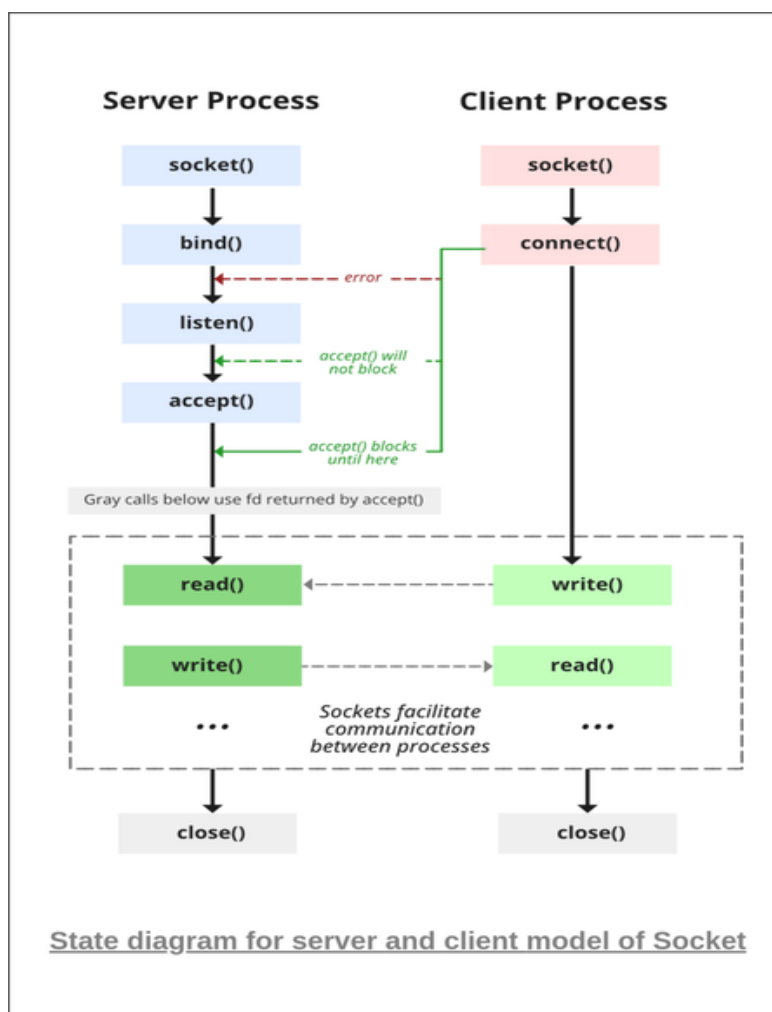 Server Process
Client Process
socket()
socket()
bind()
connect()
error
listen()
accept() will
not block
accept()
accept() blocks
until here
Gray calls below use fd returned by accept()
read()
write()
write()
read()
...
...
Sockets facilitate
communication
between processes
close()
close()
State diagram for server and client model of Socket